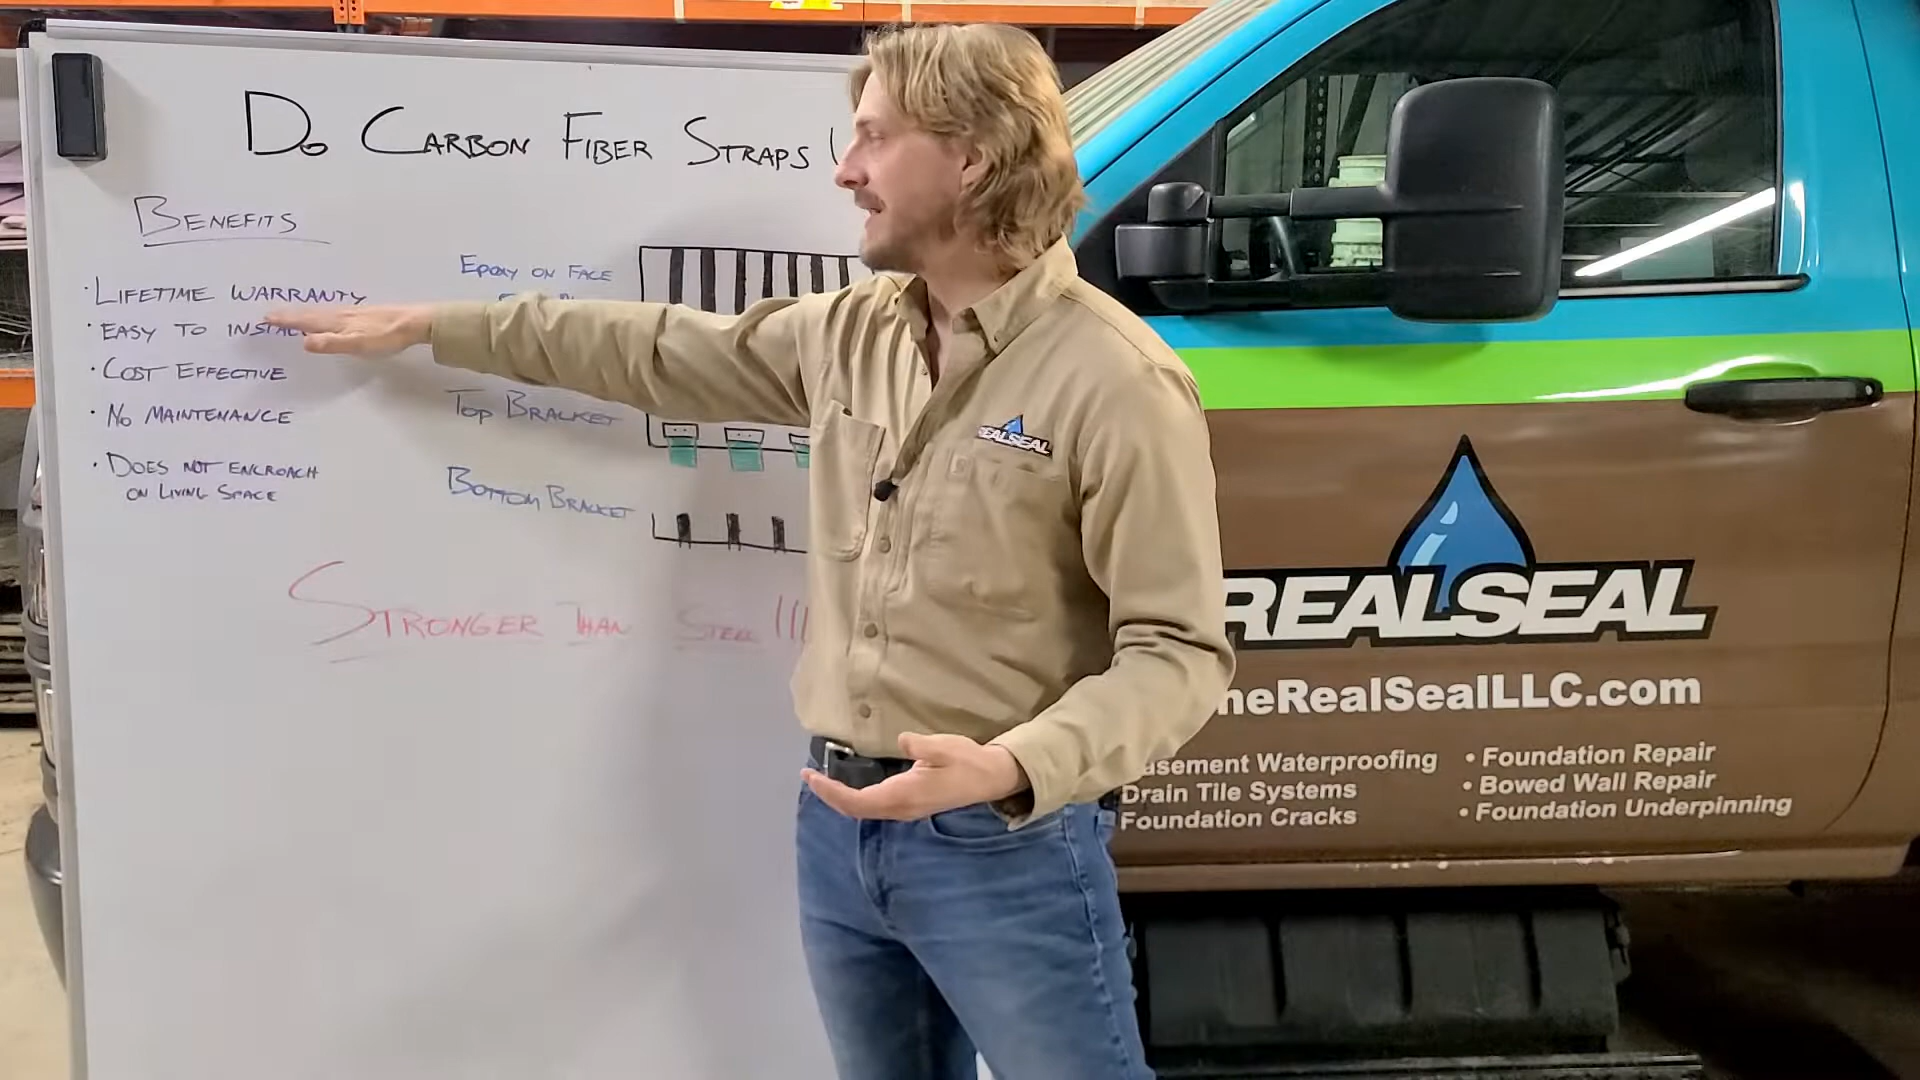 Do CARBON FIBER STRAPS
BENEFITS
· LIFETIME WARRANTY
· EASY TO INSTALL
· COST EFFECTIVE
· NO MAINTENANCE
· DOES NOT ENCROACH
ON LIVING SPACE
EPOXY ON FACE
TOP BRACKET
BOTTOM BRACKET
STRONGER THAN STEEL !!!
REALSEAL
REALSEAL
heRealSealLLC.com
asement Waterproofing
Drain Tile Systems
Foundation Cracks
• Foundation Repair
• Bowed Wall Repair
• Foundation Underpinning